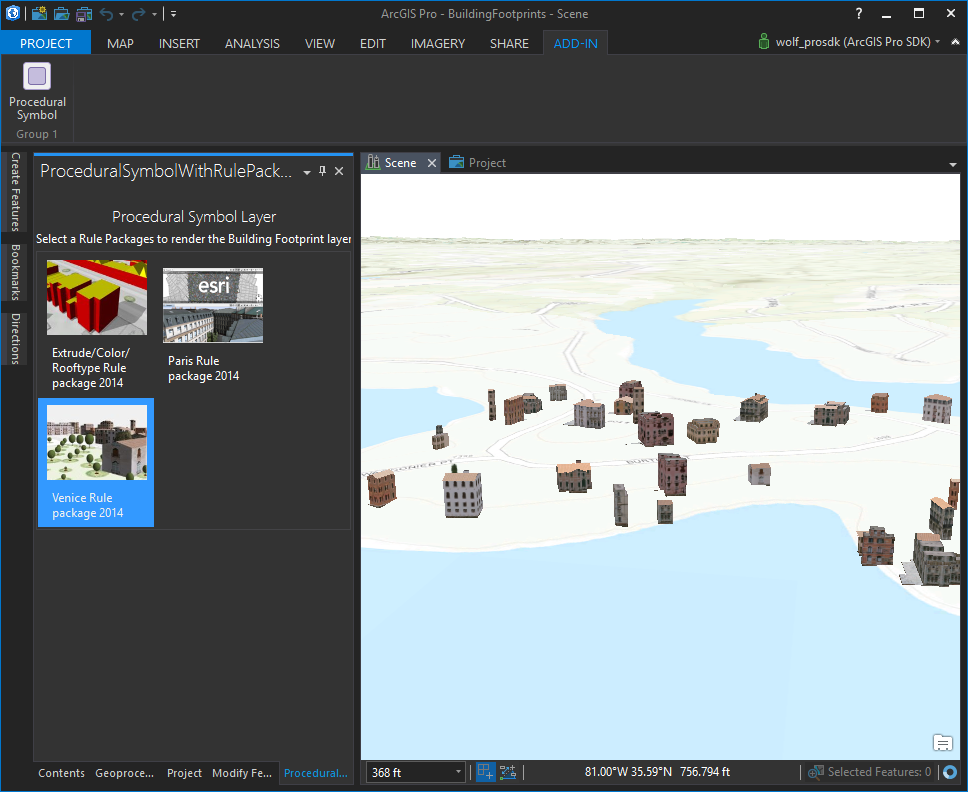 ArcGIS Pro - BuildingFootprints - Scene
?
PROJECT MAP INSERT ANALYSIS VIEW EDIT IMAGERY SHARE ADD-IN
wolf_prosdk (ArcGIS Pro SDK)
Procedural
Symbol
Group 1
Create Features
Bookmarks
Directions
ProceduralSymbolWithRulePack...
Procedural Symbol Layer
Select a Rule Packages to render the Building Footprint layer
esri
Extrude/Color/
Rooftype Rule
package 2014
Paris Rule
package 2014
Venice Rule
package 2014
Contents Geoproce... Project Modify Fe... Procedural...
Scene
Project
368 ft
81.00°W 35.59°N 756.794 ft
Selected Features: 0